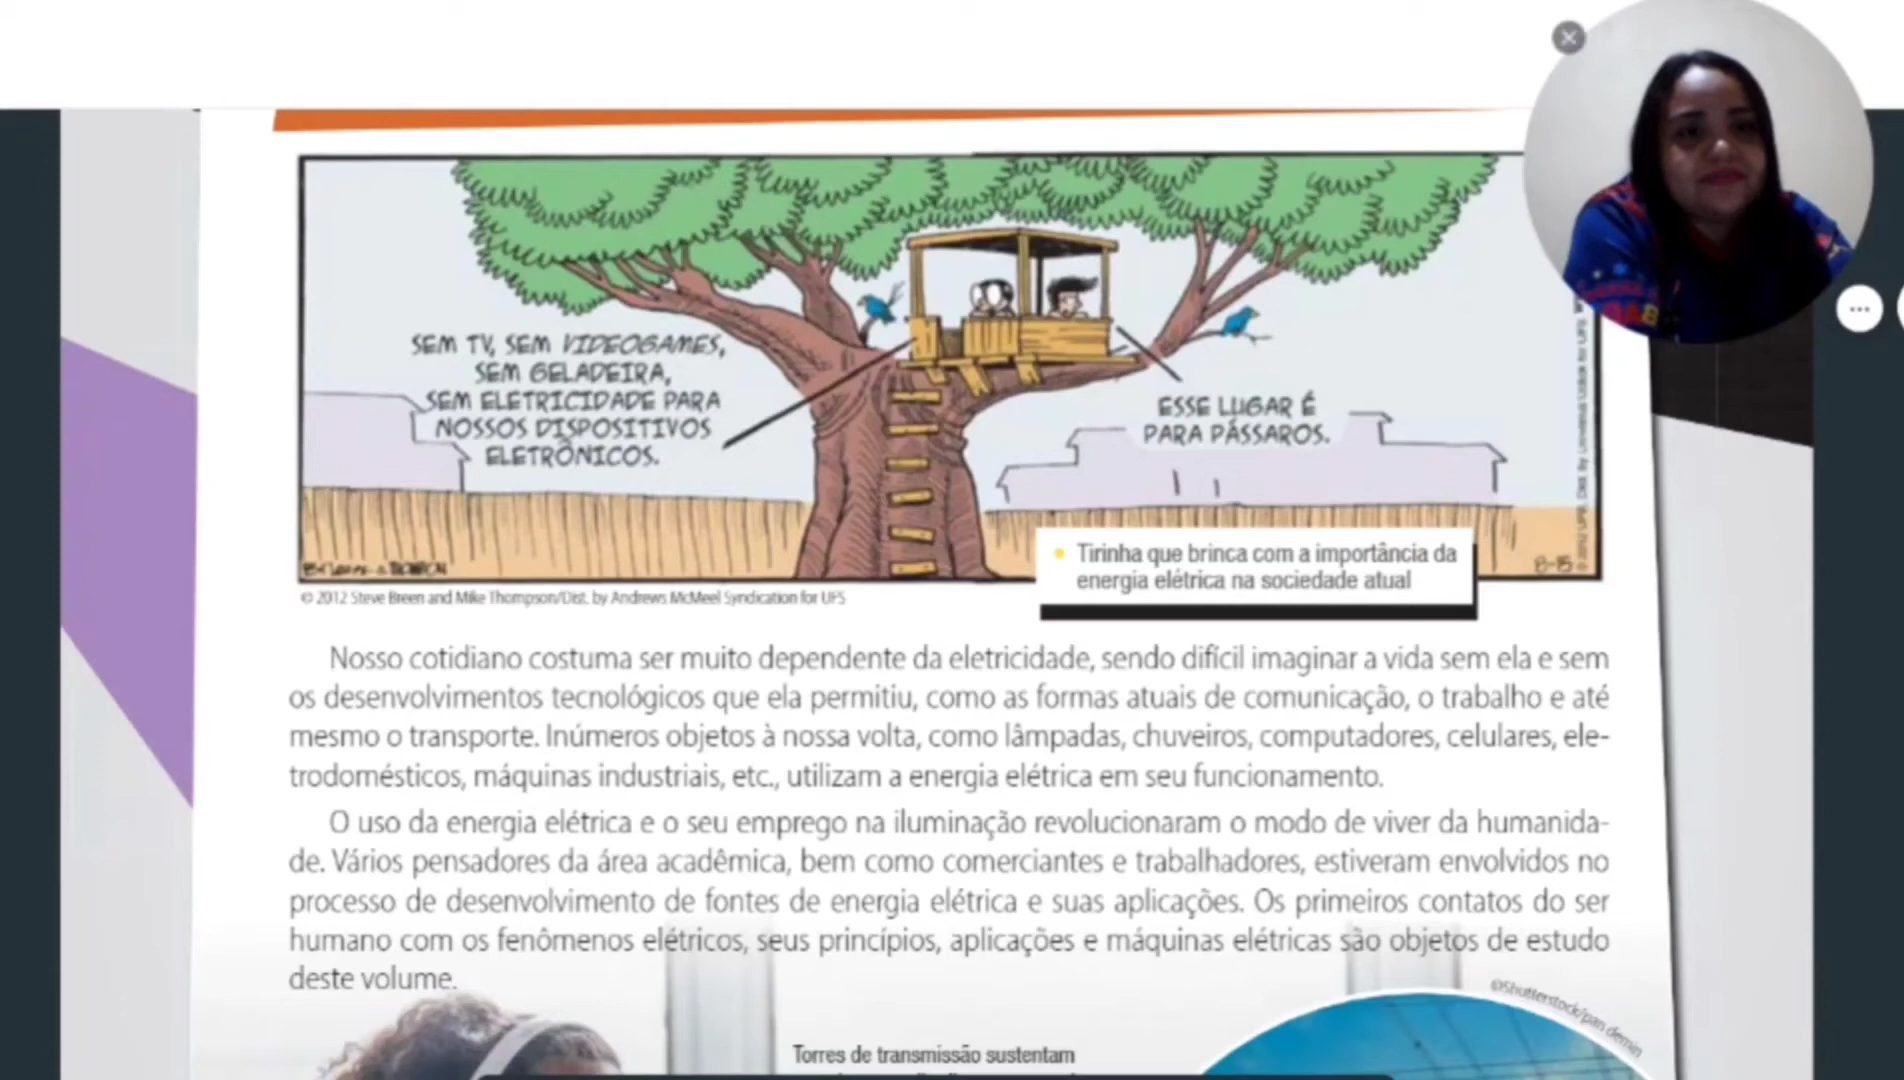 SEM TV, SEM VIDEOGAMES,
SEM GELADEIRA,
SEM ELETRICIDADE PARA
NOSSOS DISPOSITIVOS
ELETRÔNICOS.
ESSE LUGAR É
PARA PÁSSAROS.
Tirinha que brinca com a importância da
energia elétrica na sociedade atual
8-15
© 2012 Steve Breen and Mike Thompson/Dist. by Andrews McMeel Syndication for UFS
Nosso cotidiano costuma ser muito dependente da eletricidade, sendo difícil imaginar a vida sem ela e sem
os desenvolvimentos tecnológicos que ela permitiu, como as formas atuais de comunicação, o trabalho e até
mesmo o transporte. Inúmeros objetos à nossa volta, como lâmpadas, chuveiros, computadores, celulares, ele-
trodomésticos, máquinas industriais, etc., utilizam a energia elétrica em seu funcionamento.
O uso da energia elétrica e o seu emprego na iluminação revolucionaram o modo de viver da humanida-
de. Vários pensadores da área acadêmica, bem como comerciantes e trabalhadores, estiveram envolvidos no
processo de desenvolvimento de fontes de energia elétrica e suas aplicações. Os primeiros contatos do ser
humano com os fenômenos elétricos, seus princípios, aplicações e máquinas elétricas são objetos de estudo
deste volume.
©Shutterstock/pan demin
Torres de transmissão sustentam